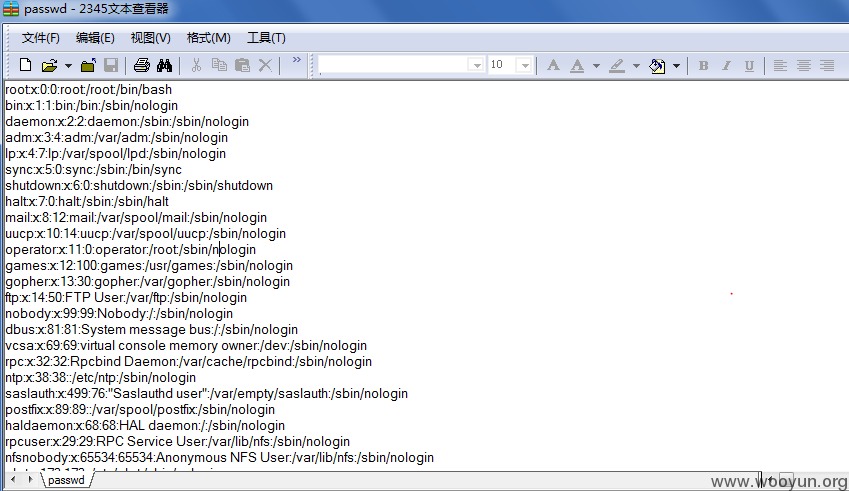 passwd - 2345文本查看器
文件(F) 编辑(E) 视图(V) 格式(M) 工具(T)
10 A A B I U
root:x:0:0:root:/root:/bin/bash
bin:x:1:1:bin:/bin:/sbin/nologin
daemon:x:2:2:daemon:/sbin:/sbin/nologin
adm:x:3:4:adm:/var/adm:/sbin/nologin
lp:x:4:7:lp:/var/spool/lpd:/sbin/nologin
sync:x:5:0:sync:/sbin:/bin/sync
shutdown:x:6:0:shutdown:/sbin:/sbin/shutdown
halt:x:7:0:halt:/sbin:/sbin/halt
mail:x:8:12:mail:/var/spool/mail:/sbin/nologin
uucp:x:10:14:uucp:/var/spool/uucp:/sbin/nologin
operator:x:11:0:operator:/root:/sbin/nologin
games:x:12:100:games:/usr/games:/sbin/nologin
gopher:x:13:30:gopher:/var/gopher:/sbin/nologin
ftp:x:14:50:FTP User:/var/ftp:/sbin/nologin
nobody:x:99:99:Nobody:/:/sbin/nologin
dbus:x:81:81:System message bus:/:/sbin/nologin
vcsa:x:69:69:virtual console memory owner:/dev:/sbin/nologin
rpc:x:32:32:Rpcbind Daemon:/var/cache/rpcbind:/sbin/nologin
ntp:x:38:38::/etc/ntp:/sbin/nologin
saslauth:x:499:76:"Saslauthd user":/var/empty/saslauth:/sbin/nologin
postfix:x:89:89::/var/spool/postfix:/sbin/nologin
haldaemon:x:68:68:HAL daemon:/:/sbin/nologin
rpcuser:x:29:29:RPC Service User:/var/lib/nfs:/sbin/nologin
nfsnobody:x:65534:65534:Anonymous NFS User:/var/lib/nfs:/sbin/nologin
passwd
www.wooyun.org